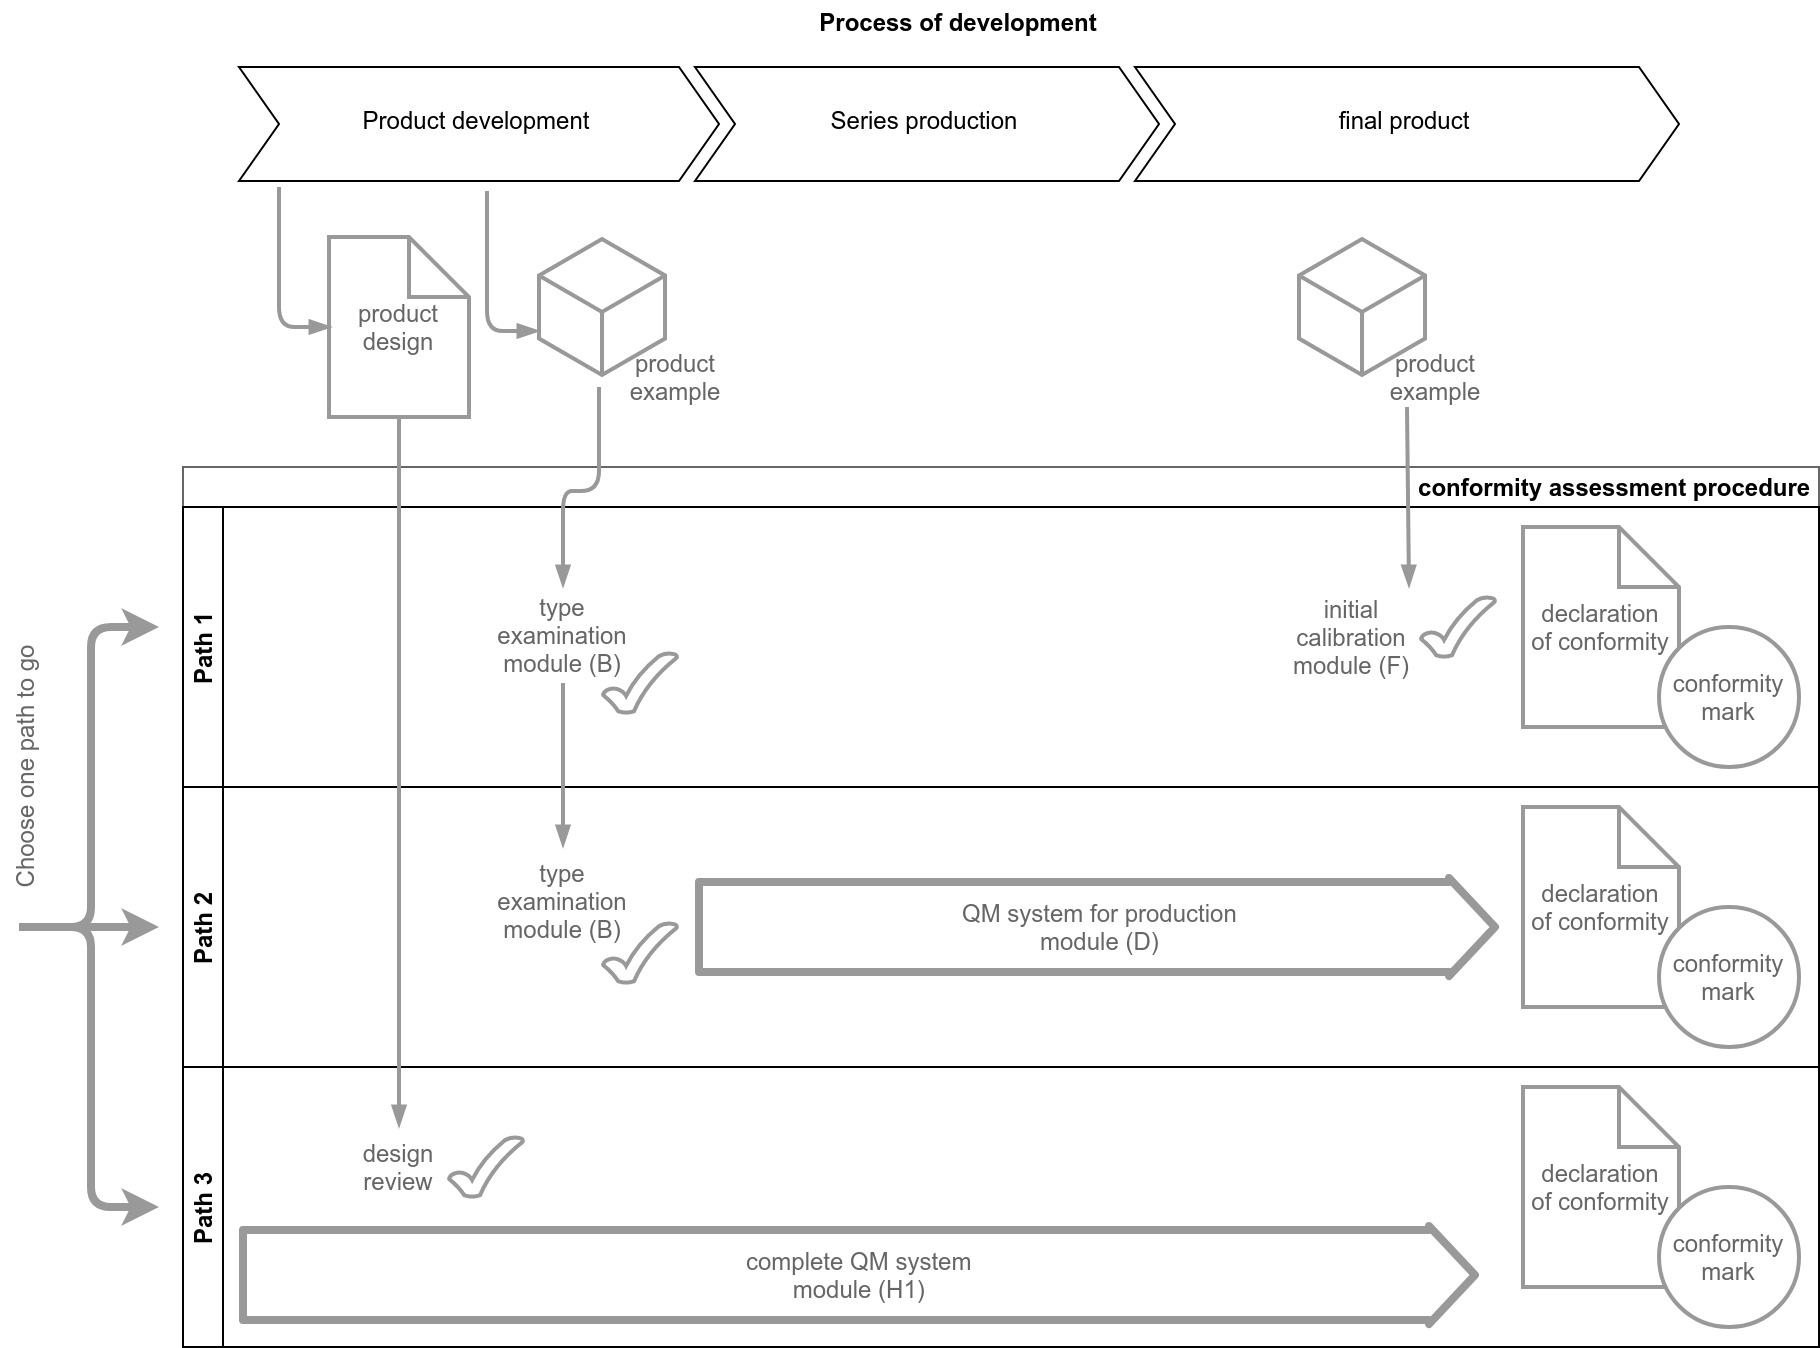 Process of development
Product development
Series production
final product
product
design
product
example
product
example
conformity assessment procedure
Choose one path to go
Path 1
type
examination
module (B)
initial
calibration
module (F)
declaration
of conformity
conformity
mark
Path 2
type
examination
module (B)
QM system for production
module (D)
declaration
of conformity
conformity
mark
Path 3
design
review
complete QM system
module (H1)
declaration
of conformity
conformity
mark